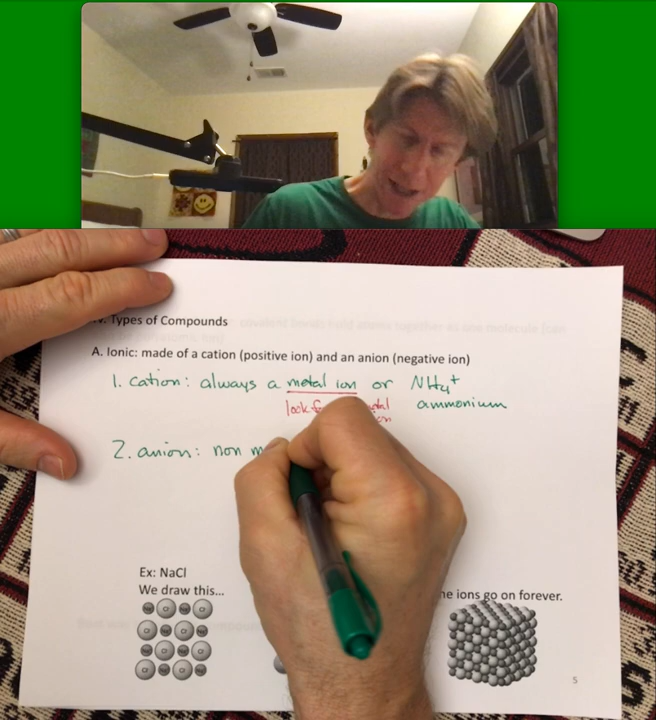 Types of Compounds
A. Ionic: made of a cation (positive ion) and an anion (negative ion)
1. cation: always a metal ion or NH4+
ammonium
2. anion: non
Ex: NaCl
We draw this...
ions go on forever.
5